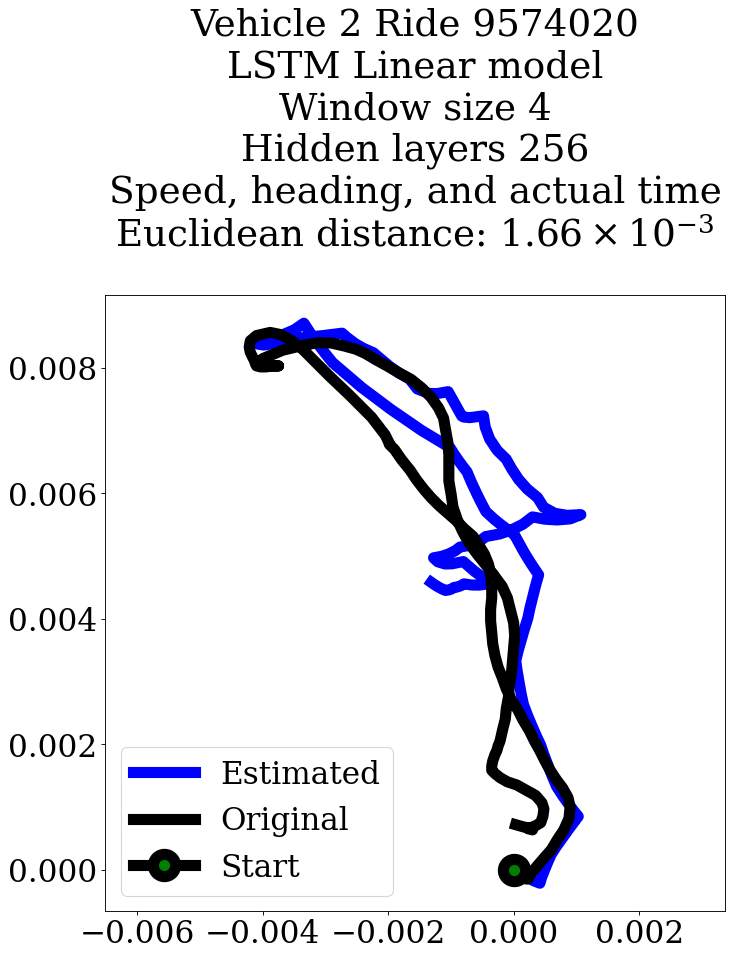 Vehicle 2 Ride 9574020
LSTM Linear model
Window size 4
Hidden layers 256
Speed, heading, and actual time
Euclidean distance: 1.66 × 10⁻³
0.008
0.006
0.004
0.002
0.000
Estimated
Original
Start
−0.006 −0.004 −0.002 0.000 0.002